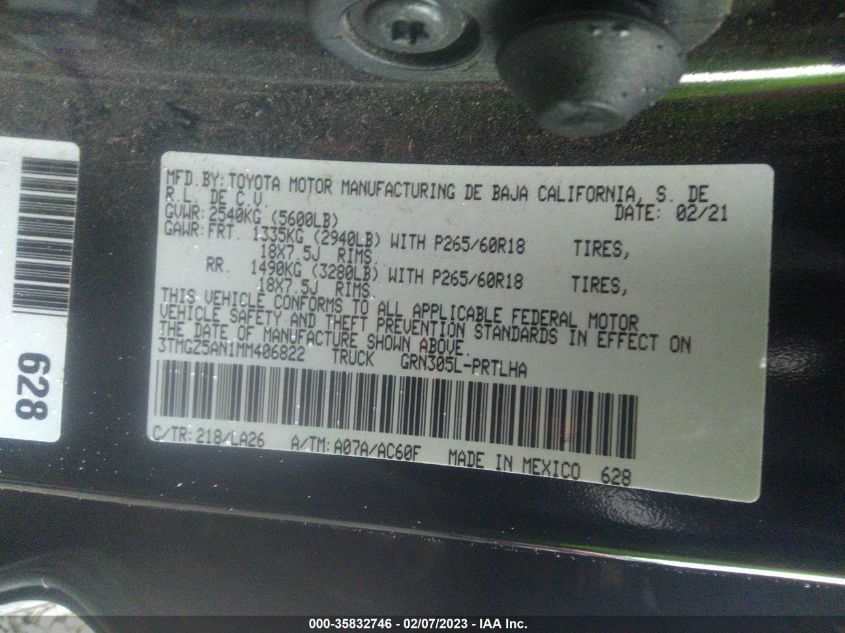 MFD.BY:TOYOTA MOTOR MANUFACTURING DE BAJA CALIFORNIA, S. DE
R.L. DE C.V.
DATE: 02/21
GVWR:2540KG (5600LB)
GAWR:FRT. 1335KG (2940LB) WITH P265/60R18 TIRES,
18X7.5J RIMS
RR. 1490KG (3280LB) WITH P265/60R18 TIRES,
18X7.5J RIMS
THIS VEHICLE CONFORMS TO ALL APPLICABLE FEDERAL MOTOR
VEHICLE SAFETY AND THEFT PREVENTION STANDARDS IN EFFECT ON
THE DATE OF MANUFACTURE SHOWN ABOVE.
3TMGZ5AN1MM406822 TRUCK GRN305L-PRTLHA
C/TR:218/LA26 A/TM:A07A/AC60F MADE IN MEXICO 628
628
000-35832746 - 02/07/2023 - IAA Inc.